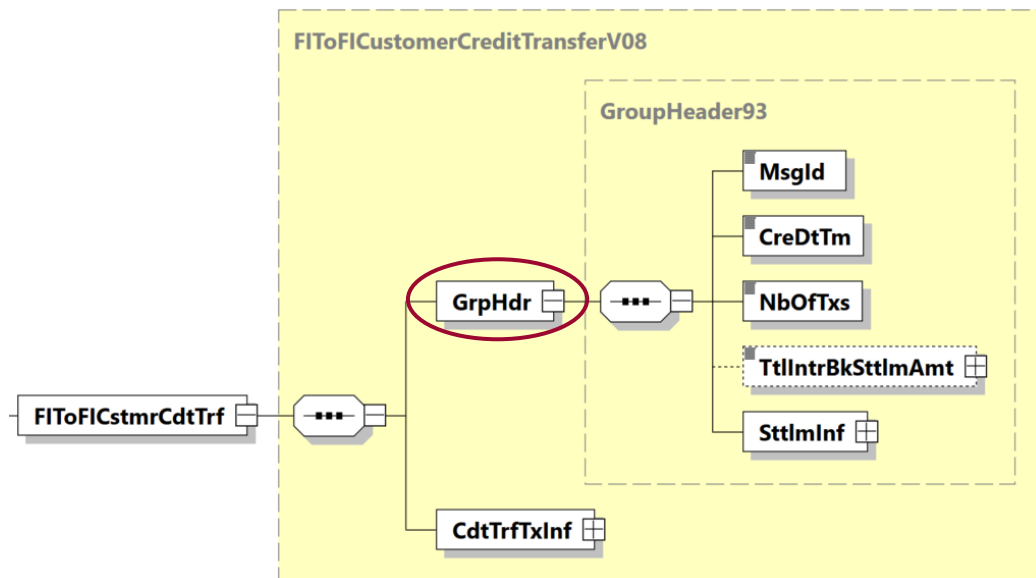 FIToFICustomerCreditTransferV08
GroupHeader93
MsgId
CreDtTm
GrpHdr
NbOfTxs
TtlIntrBkSttlmAmt
FIToFICstmrCdtTrf
SttlmInf
CdtTrfTxInf